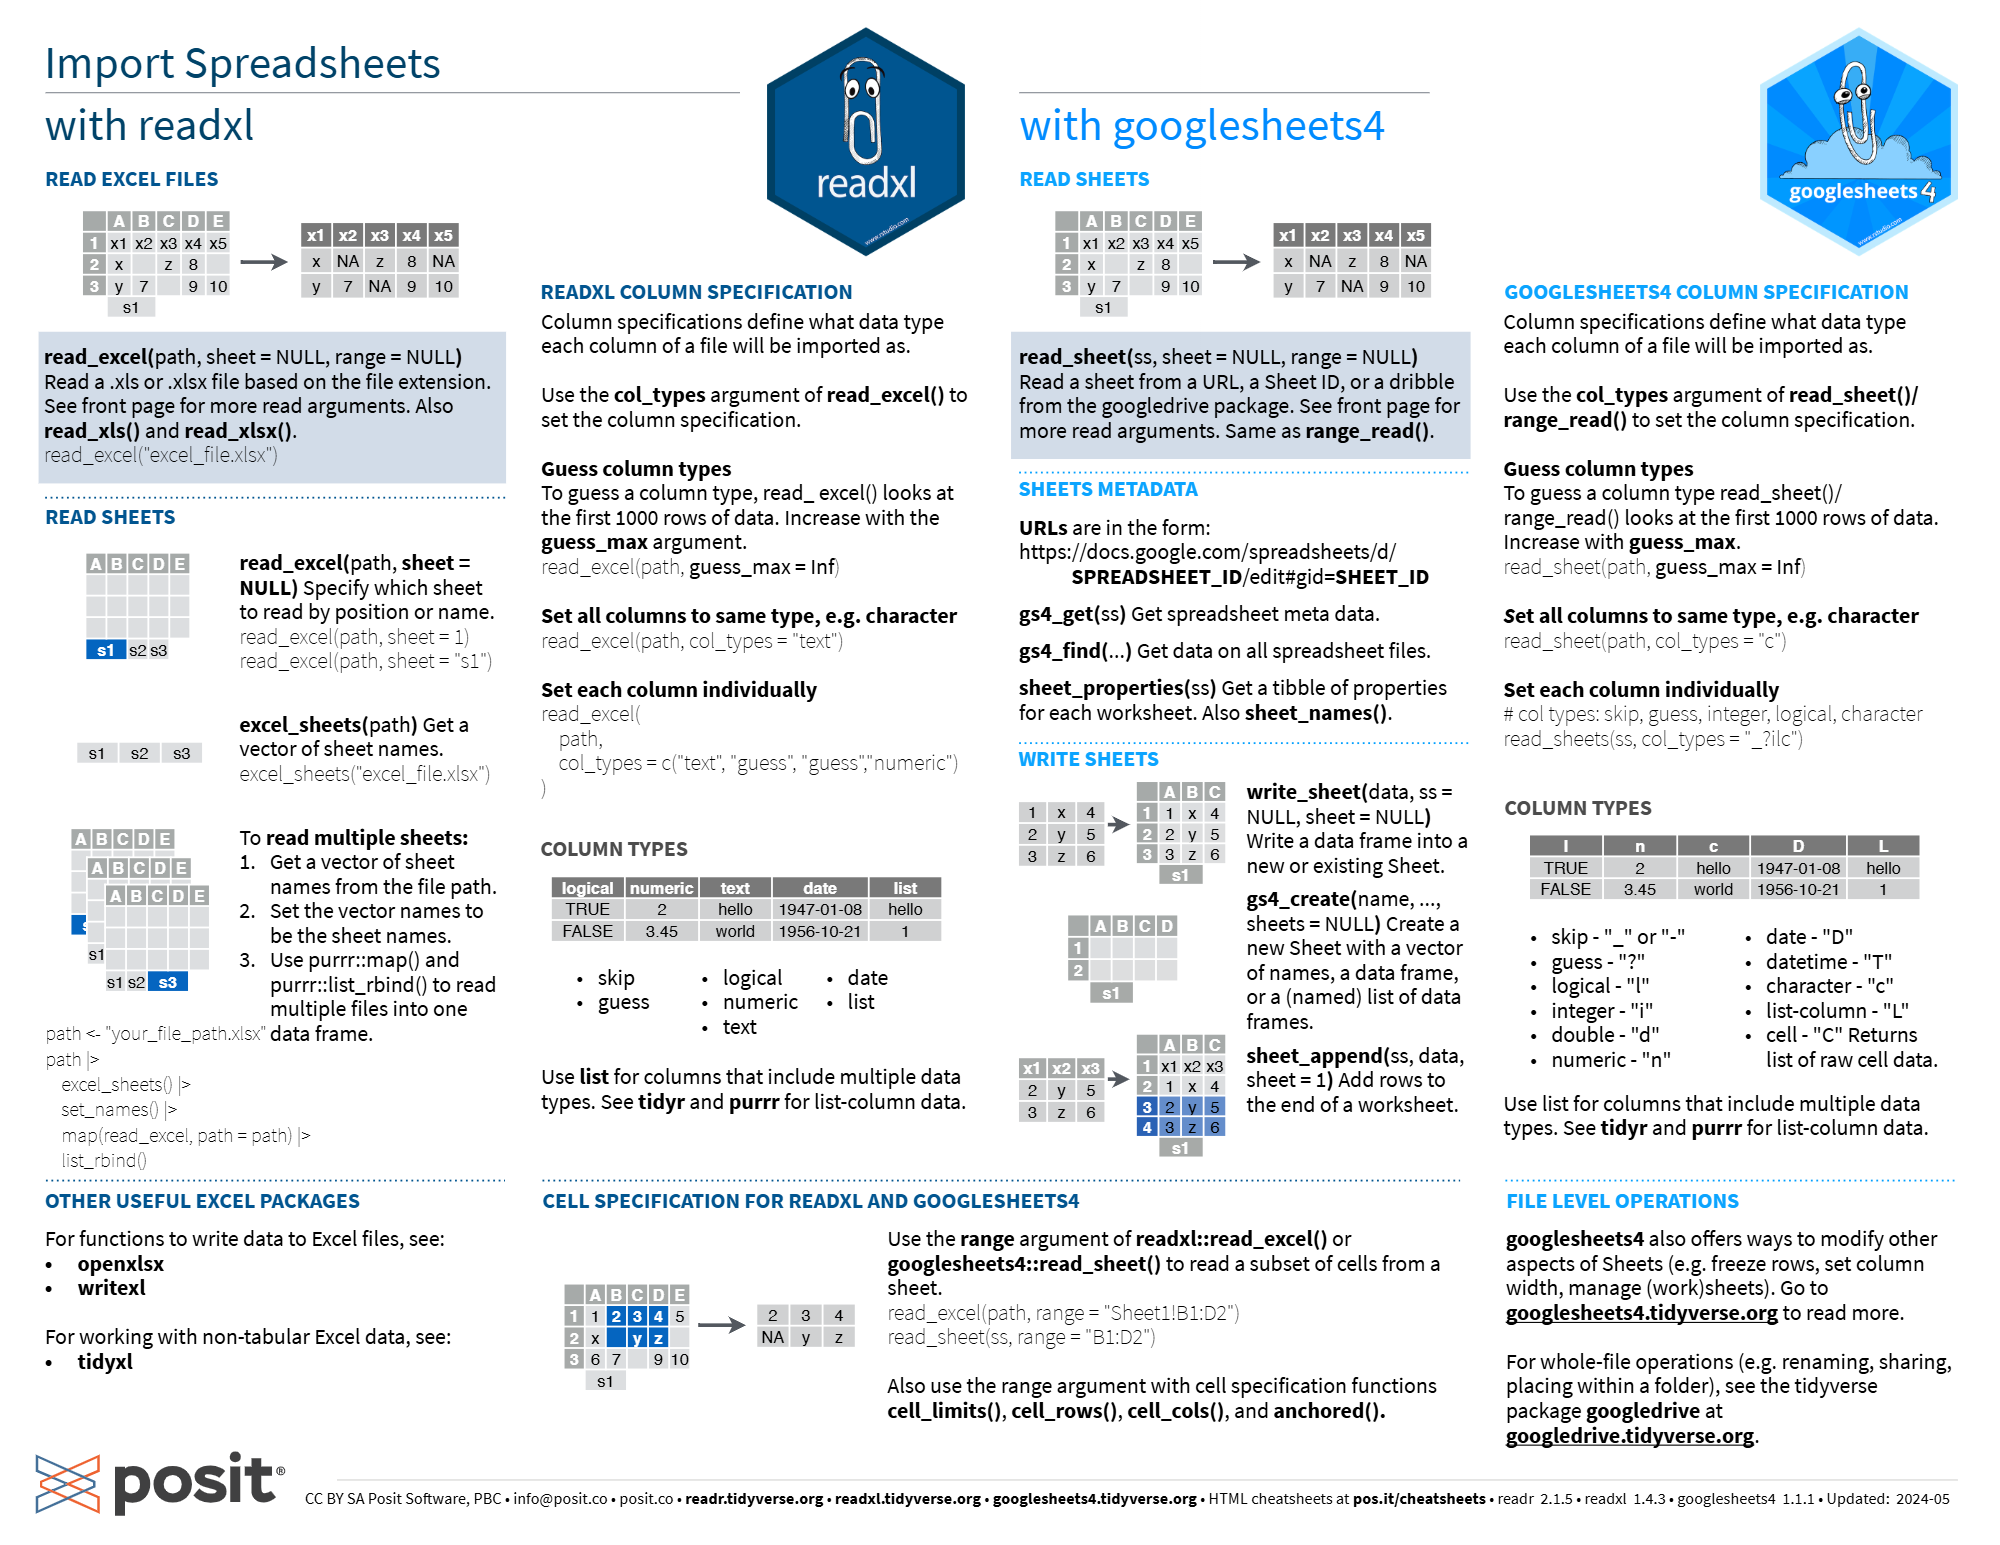 Import Spreadsheets
with readxl
READ EXCEL FILES
A B C D E
1 x1 x2 x3 x4 x5
2 x z 8
3 y 7 9 10
s1
x1 x2 x3 x4 x5
x NA z 8 NA
y 7 NA 9 10
readxl
www.rstudio.com
read_excel(path, sheet = NULL, range = NULL)
Read a .xls or .xlsx file based on the file extension.
See front page for more read arguments. Also
read_xls() and read_xlsx().
read_excel("excel_file.xlsx")
READ SHEETS
A B C D E
s1 s2 s3
read_excel(path, sheet =
NULL) Specify which sheet
to read by position or name.
read_excel(path, sheet = 1)
read_excel(path, sheet = "s1")
s1 s2 s3
excel_sheets(path) Get a
vector of sheet names.
excel_sheets("excel_file.xlsx")
A B C D E
A B C D E
A B C D E
s
s1
s1 s2 s3
To read multiple sheets:
1. Get a vector of sheet
names from the file path.
2. Set the vector names to
be the sheet names.
3. Use purrr::map() and
purrr::list_rbind() to read
multiple files into one
data frame.
path <- "your_file_path.xlsx"
path |>
excel_sheets() |>
set_names() |>
map(read_excel, path = path) |>
list_rbind()
OTHER USEFUL EXCEL PACKAGES
For functions to write data to Excel files, see:
• openxlsx
• writexl
For working with non-tabular Excel data, see:
• tidyxl
READXL COLUMN SPECIFICATION
Column specifications define what data type
each column of a file will be imported as.
Use the col_types argument of read_excel() to
set the column specification.
Guess column types
To guess a column type, read_ excel() looks at
the first 1000 rows of data. Increase with the
guess_max argument.
read_excel(path, guess_max = Inf)
Set all columns to same type, e.g. character
read_excel(path, col_types = "text")
Set each column individually
read_excel(
path,
col_types = c("text", "guess", "guess","numeric")
)
COLUMN TYPES
logical numeric text date list
TRUE 2 hello 1947-01-08 hello
FALSE 3.45 world 1956-10-21 1
• skip
• guess
• logical
• numeric
• text
• date
• list
Use list for columns that include multiple data
types. See tidyr and purrr for list-column data.
CELL SPECIFICATION FOR READXL AND GOOGLESHEETS4
A B C D E
1 1 2 3 4 5
2 x y z
3 6 7 9 10
s1
2 3 4
NA y z
Use the range argument of readxl::read_excel() or
googlesheets4::read_sheet() to read a subset of cells from a
sheet.
read_excel(path, range = "Sheet1!B1:D2")
read_sheet(ss, range = "B1:D2")
Also use the range argument with cell specification functions
cell_limits(), cell_rows(), cell_cols(), and anchored().
with googlesheets4
READ SHEETS
A B C D E
1 x1 x2 x3 x4 x5
2 x z 8
3 y 7 9 10
s1
x1 x2 x3 x4 x5
x NA z 8 NA
y 7 NA 9 10
googlesheets4
www.rstudio.com
read_sheet(ss, sheet = NULL, range = NULL)
Read a sheet from a URL, a Sheet ID, or a dribble
from the googledrive package. See front page for
more read arguments. Same as range_read().
SHEETS METADATA
URLs are in the form:
https://docs.google.com/spreadsheets/d/
SPREADSHEET_ID/edit#gid=SHEET_ID
gs4_get(ss) Get spreadsheet meta data.
gs4_find(...) Get data on all spreadsheet files.
sheet_properties(ss) Get a tibble of properties
for each worksheet. Also sheet_names().
WRITE SHEETS
1 x 4
2 y 5
3 z 6
A B C
1 1 x 4
2 2 y 5
3 3 z 6
s1
write_sheet(data, ss =
NULL, sheet = NULL)
Write a data frame into a
new or existing Sheet.
A B C D
1
2
s1
gs4_create(name, ...,
sheets = NULL) Create a
new Sheet with a vector
of names, a data frame,
or a (named) list of data
frames.
x1 x2 x3
2 y 5
3 z 6
A B C
1 x1 x2 x3
2 1 x 4
3 2 y 5
4 3 z 6
s1
sheet_append(ss, data,
sheet = 1) Add rows to
the end of a worksheet.
GOOGLESHEETS4 COLUMN SPECIFICATION
Column specifications define what data type
each column of a file will be imported as.
Use the col_types argument of read_sheet()/
range_read() to set the column specification.
Guess column types
To guess a column type read_sheet()/
range_read() looks at the first 1000 rows of data.
Increase with guess_max.
read_sheet(path, guess_max = Inf)
Set all columns to same type, e.g. character
read_sheet(path, col_types = "c")
Set each column individually
# col types: skip, guess, integer, logical, character
read_sheets(ss, col_types = "_?ilc")
COLUMN TYPES
l n c D L
TRUE 2 hello 1947-01-08 hello
FALSE 3.45 world 1956-10-21 1
• skip - "_" or "-"
• guess - "?"
• logical - "l"
• integer - "i"
• double - "d"
• numeric - "n"
• date - "D"
• datetime - "T"
• character - "c"
• list-column - "L"
• cell - "C" Returns
list of raw cell data.
Use list for columns that include multiple data
types. See tidyr and purrr for list-column data.
FILE LEVEL OPERATIONS
googlesheets4 also offers ways to modify other
aspects of Sheets (e.g. freeze rows, set column
width, manage (work)sheets). Go to
googlesheets4.tidyverse.org to read more.
For whole-file operations (e.g. renaming, sharing,
placing within a folder), see the tidyverse
package googledrive at
googledrive.tidyverse.org.
posit®
CC BY SA Posit Software, PBC • info@posit.co • posit.co • readr.tidyverse.org • readxl.tidyverse.org • googlesheets4.tidyverse.org • HTML cheatsheets at pos.it/cheatsheets • readr 2.1.5 • readxl 1.4.3 • googlesheets4 1.1.1 • Updated: 2024-05